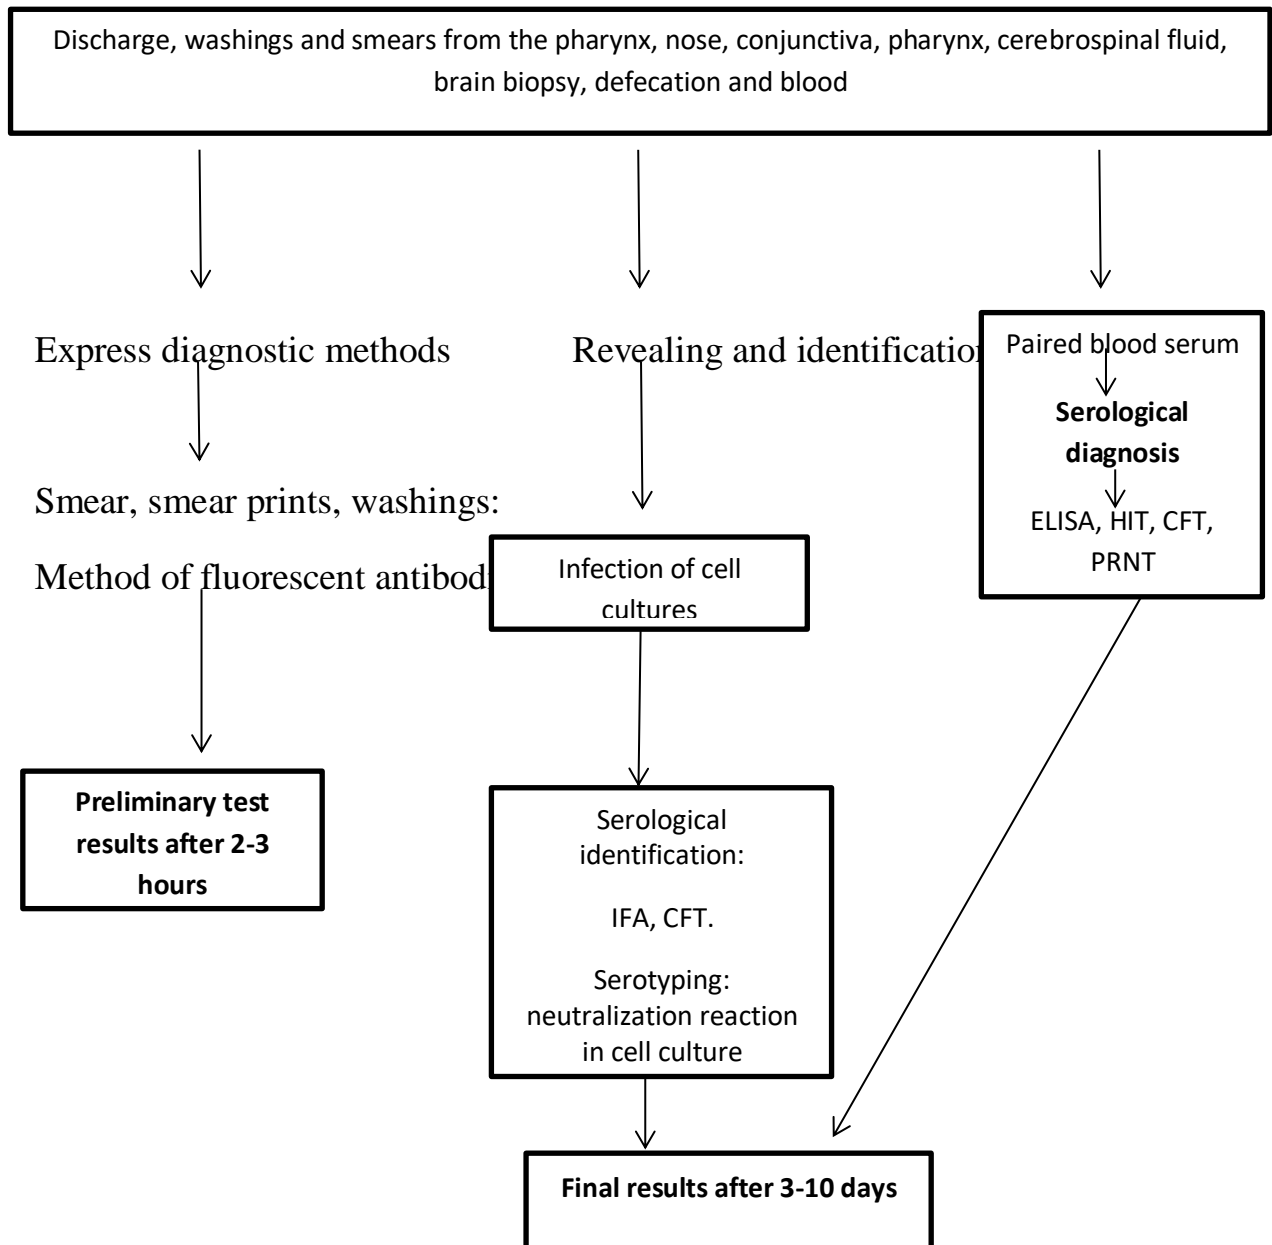 Discharge, washings and smears from the pharynx, nose, conjunctiva, pharynx, cerebrospinal fluid,
brain biopsy, defecation and blood
Express diagnostic methods
Smear, smear prints, washings:
Method of fluorescent antibod
Preliminary test
results after 2-3
hours
Revealing and identification
Infection of cell
cultures
Serological
identification:
IFA, CFT.
Serotyping:
neutralization reaction
in cell culture
Paired blood serum
Serological
diagnosis
ELISA, HIT, CFT,
PRNT
Final results after 3-10 days